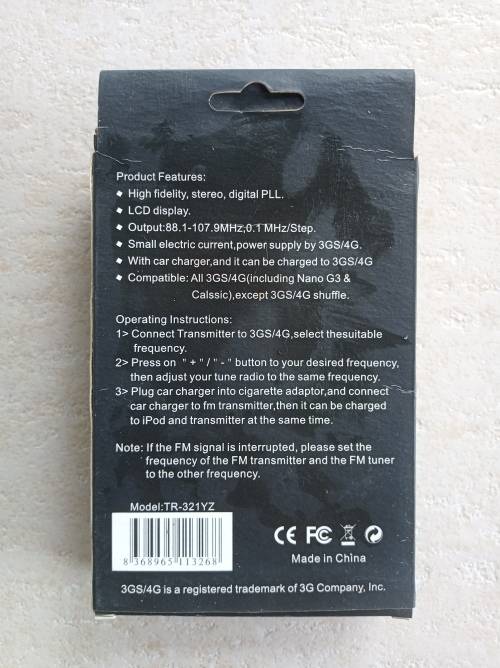 Product Features:
◆ High fidelity, stereo, digital PLL.
◆ LCD display.
◆ Output:88.1-107.9MHz,0.1 MHz/Step.
◆ Small electric current,power supply by 3GS/4G.
◆ With car charger,and it can be charged to 3GS/4G
◆ Compatible: All 3GS/4G(including Nano G3 &
Calssic),except 3GS/4G shuffle.
Operating Instructions:
1> Connect Transmitter to 3GS/4G,select thesuitable
frequency.
2> Press on "+"/"-" button to your desired frequency,
then adjust your tune radio to the same frequency.
3> Plug car charger into cigarette adaptor,and connect
car charger to fm transmitter,then it can be charged
to iPod and transmitter at the same time.
Note: If the FM signal is interrupted, please set the
frequency of the FM transmitter and the FM tuner
to the other frequency.
Model:TR-321YZ
8 368965 113268
CE FC
Made in China
3GS/4G is a registered trademark of 3G Company, Inc.